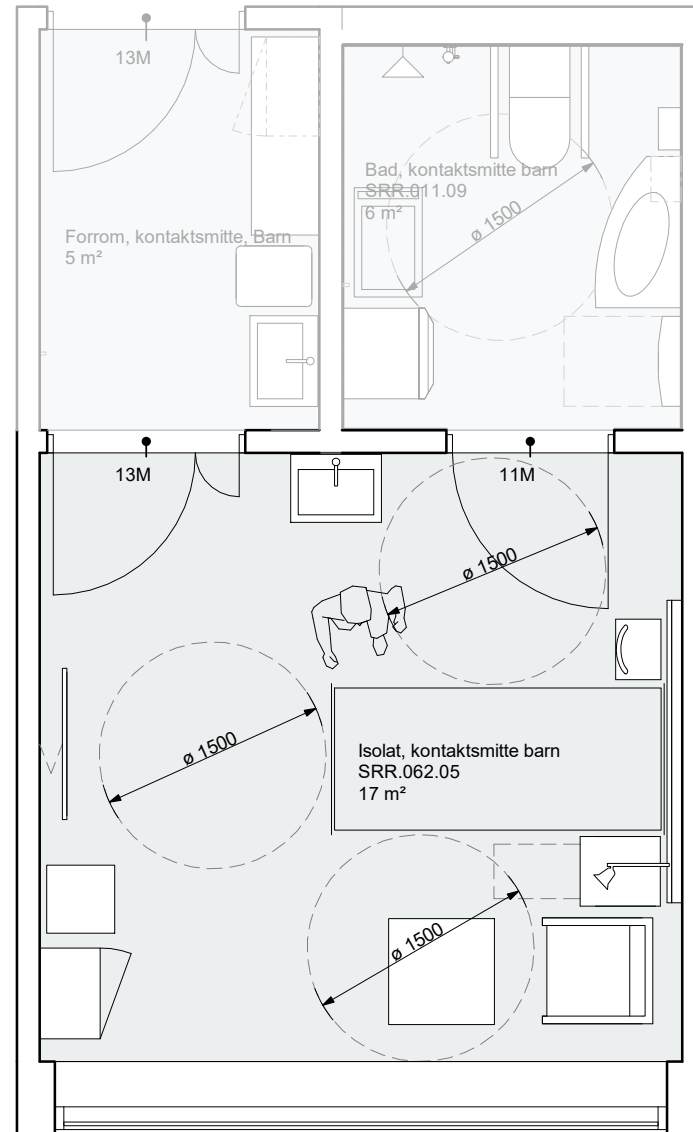 13M
Bad, kontaktsmitte barn
SRR.011.09
6 m²
ø 1500
Forrom, kontaktsmitte, Barn
5 m²
13M
11M
ø 1500
ø 1500
Isolat, kontaktsmitte barn
SRR.062.05
17 m²
ø 1500